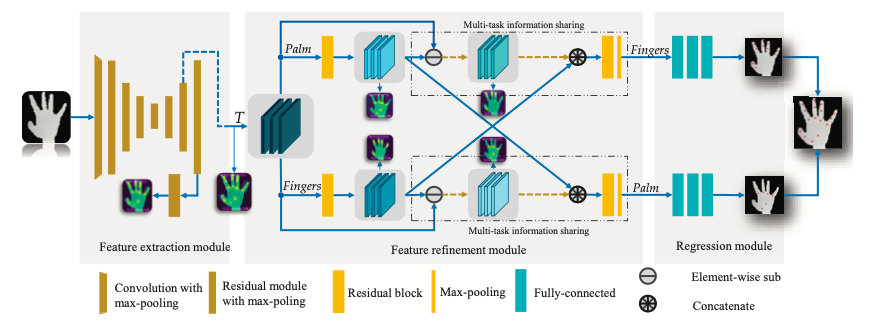 Multi-task information sharing
Palm
Fingers
T
Fingers
Palm
Multi-task information sharing
Feature extraction module
Feature refinement module
Regression module
Convolution with
max-pooling
Residual module
with max-poling
Residual block
Max-pooling
Fully-connected
Element-wise sub
Concatenate